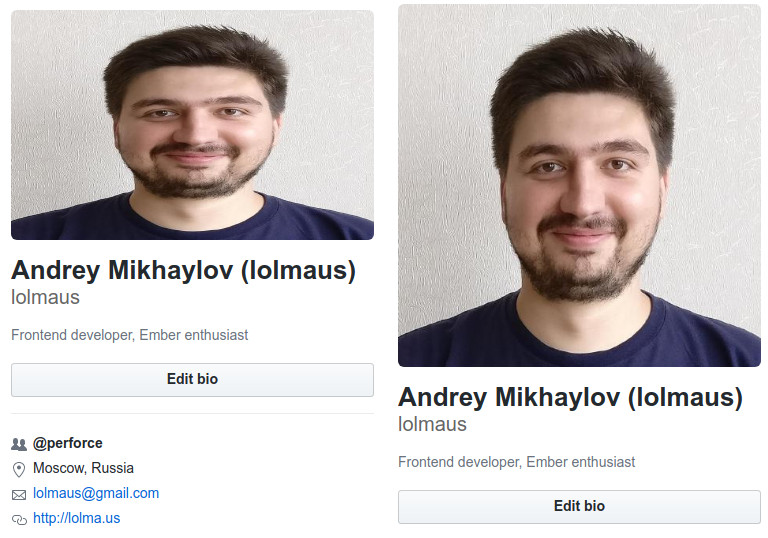 Andrey Mikhaylov (lolmaus)
lolmaus
Frontend developer, Ember enthusiast
Edit bio
@perforce
Moscow, Russia
lolmaus@gmail.com
http://lolma.us
Andrey Mikhaylov (lolmaus)
lolmaus
Frontend developer, Ember enthusiast
Edit bio